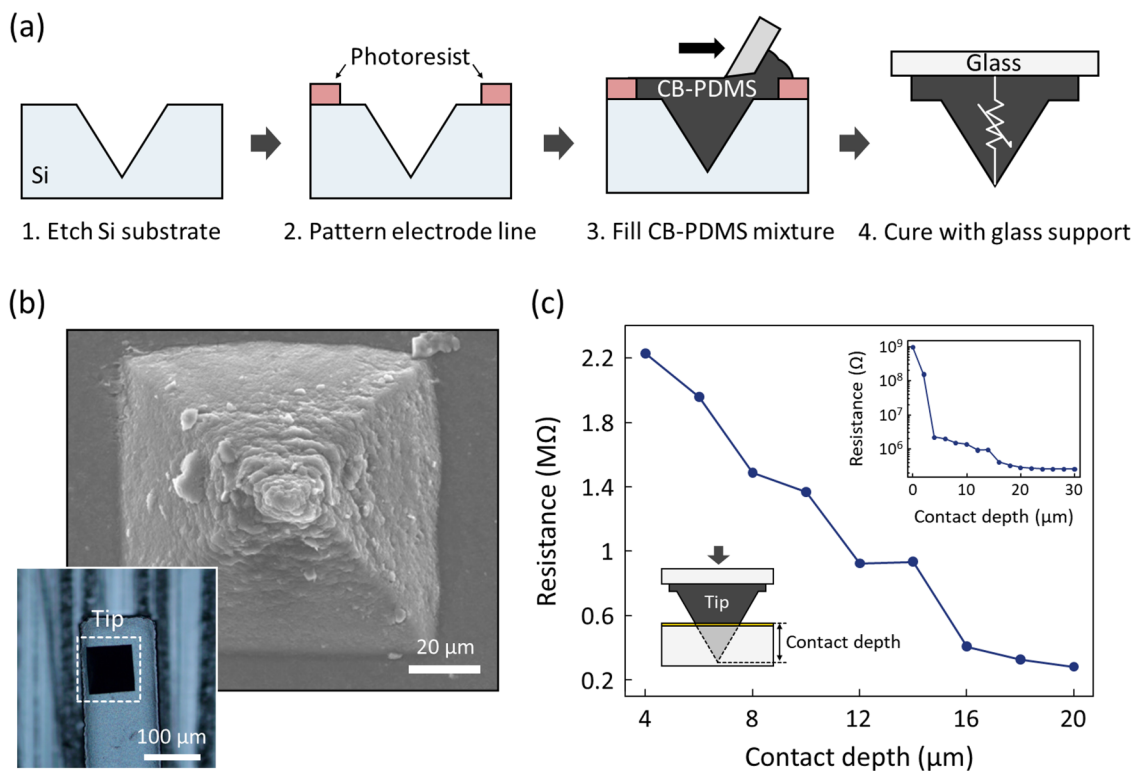 (a)
Photoresist
CB-PDMS
Glass
Si
1. Etch Si substrate
2. Pattern electrode line
3. Fill CB-PDMS mixture
4. Cure with glass support
(b)
20 μm
Tip
100 μm
(c)
Resistance (MΩ)
2.2
1.8
1.4
1
0.6
0.2
4
8
12
16
20
Contact depth (μm)
Resistance (Ω)
10⁹
10⁸
10⁷
10⁶
0
10
20
30
Contact depth (μm)
Tip
Contact depth